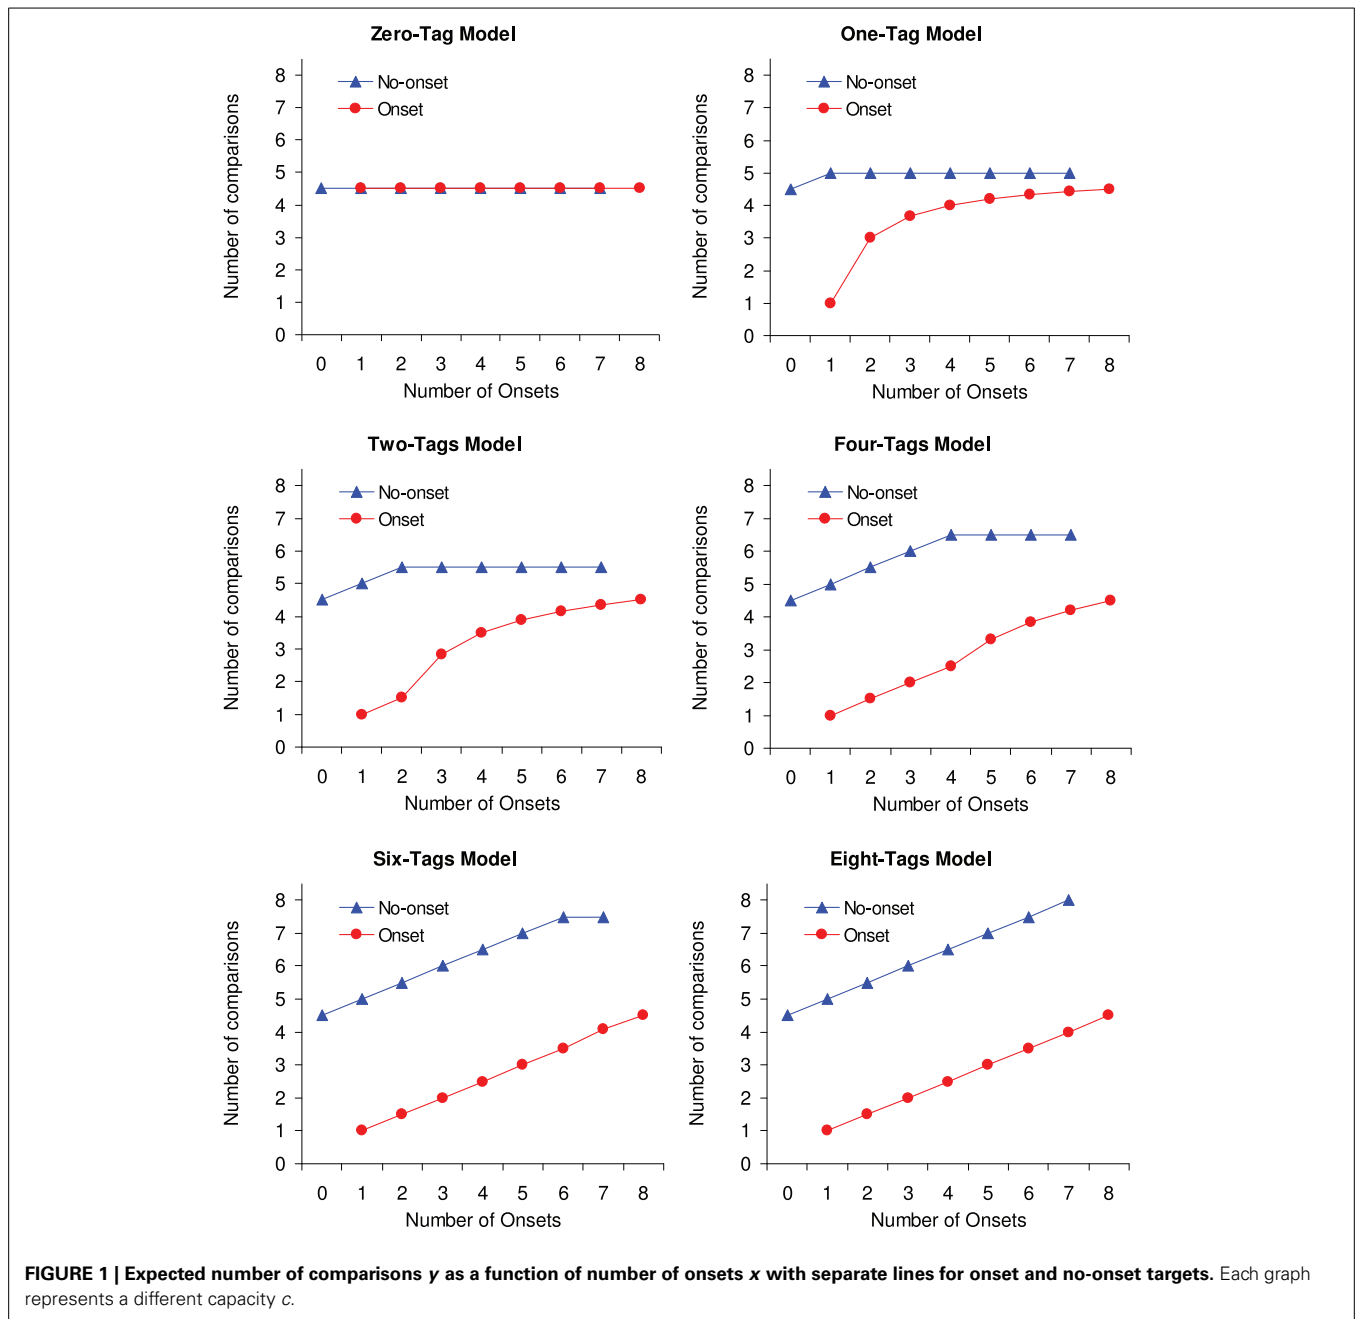 Zero-Tag Model
Number of comparisons
8
7
6
5
4
3
2
1
0
No-onset
Onset
0 1 2 3 4 5 6 7 8
Number of Onsets
One-Tag Model
Number of comparisons
8
7
6
5
4
3
2
1
0
No-onset
Onset
0 1 2 3 4 5 6 7 8
Number of Onsets
Two-Tags Model
Number of comparisons
8
7
6
5
4
3
2
1
0
No-onset
Onset
0 1 2 3 4 5 6 7 8
Number of Onsets
Four-Tags Model
Number of comparisons
8
7
6
5
4
3
2
1
0
No-onset
Onset
0 1 2 3 4 5 6 7 8
Number of Onsets
Six-Tags Model
Number of comparisons
8
7
6
5
4
3
2
1
0
No-onset
Onset
0 1 2 3 4 5 6 7 8
Number of Onsets
Eight-Tags Model
Number of comparisons
8
7
6
5
4
3
2
1
0
No-onset
Onset
0 1 2 3 4 5 6 7 8
Number of Onsets
FIGURE 1 | Expected number of comparisons y as a function of number of onsets x with separate lines for onset and no-onset targets. Each graph
represents a different capacity c.